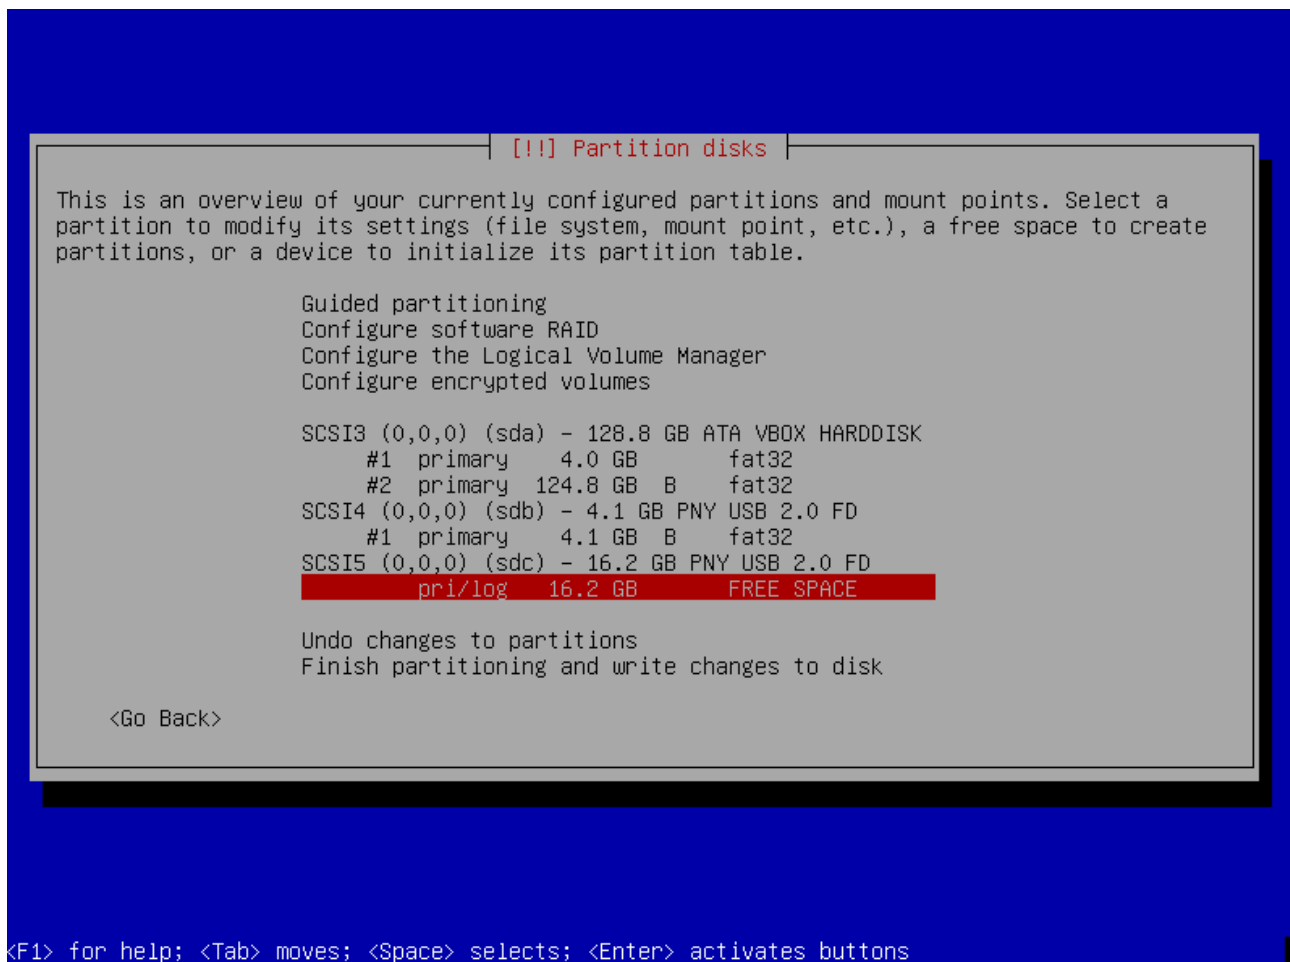 [!!] Partition disks
This is an overview of your currently configured partitions and mount points. Select a
partition to modify its settings (file system, mount point, etc.), a free space to create
partitions, or a device to initialize its partition table.
Guided partitioning
Configure software RAID
Configure the Logical Volume Manager
Configure encrypted volumes
SCSI3 (0,0,0) (sda) – 128.8 GB ATA VBOX HARDDISK
#1 primary 4.0 GB fat32
#2 primary 124.8 GB B fat32
SCSI4 (0,0,0) (sdb) – 4.1 GB PNY USB 2.0 FD
#1 primary 4.1 GB B fat32
SCSI5 (0,0,0) (sdc) – 16.2 GB PNY USB 2.0 FD
pri/log 16.2 GB FREE SPACE
Undo changes to partitions
Finish partitioning and write changes to disk
<Go Back>
<F1> for help; <Tab> moves; <Space> selects; <Enter> activates buttons